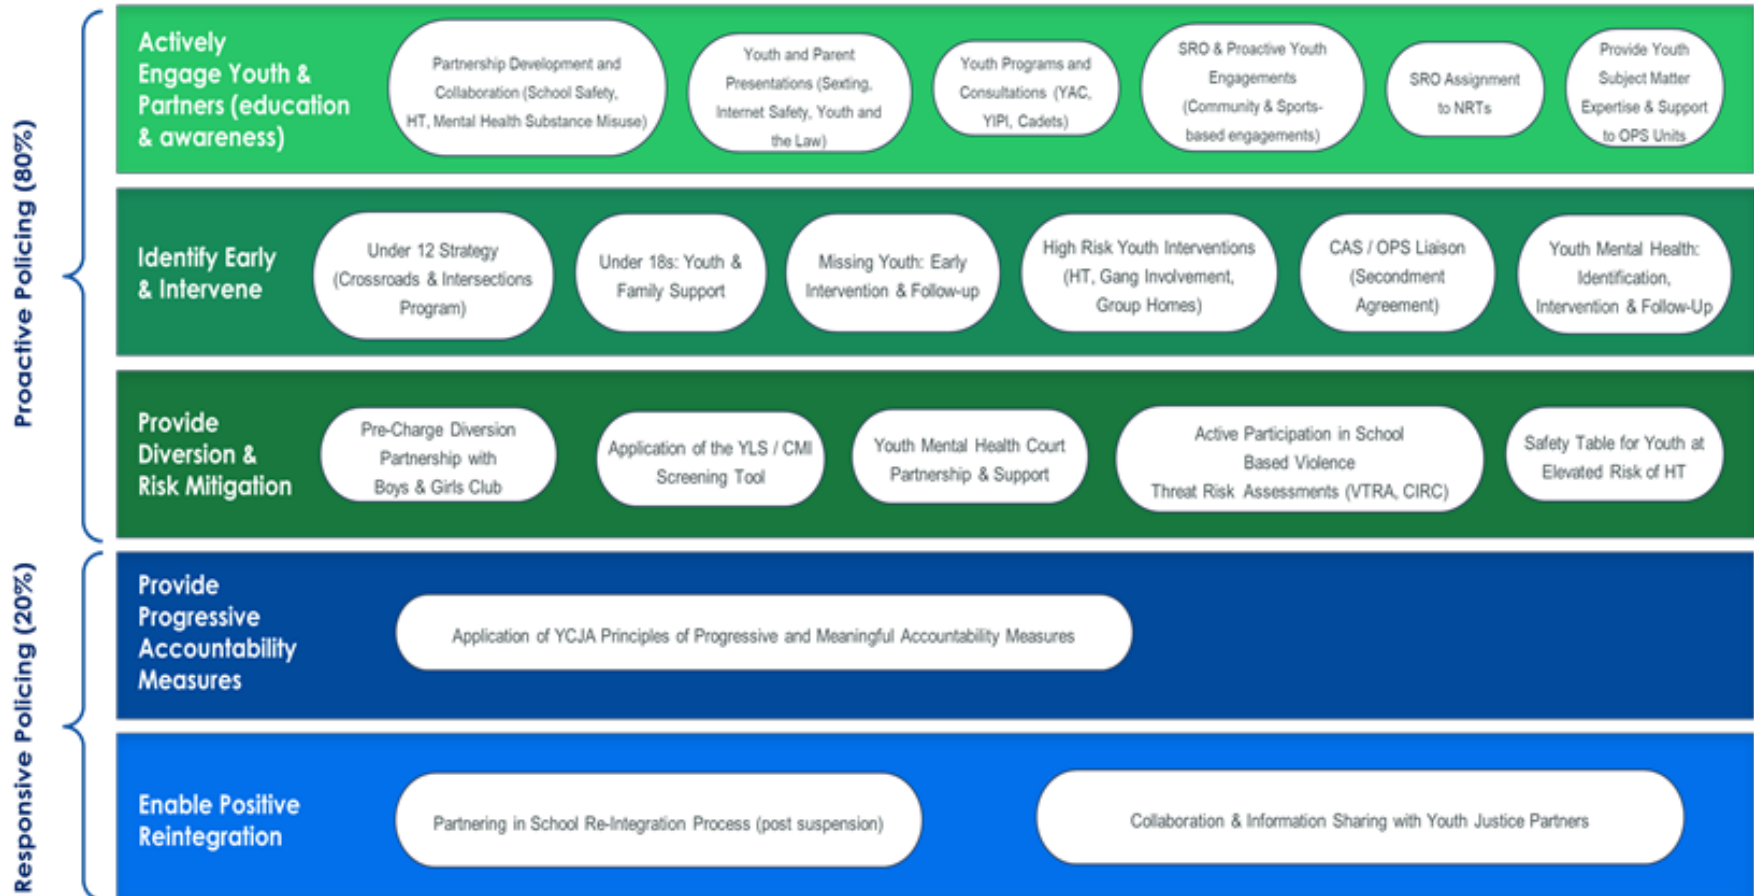 Proactive Policing (80%)
Actively
Engage Youth &
Partners (education
& awareness)
Partnership Development and
Collaboration (School Safety,
HT, Mental Health Substance Misuse)
Youth and Parent
Presentations (Sexting,
Internet Safety, Youth and
the Law)
Youth Programs and
Consultations (YAC,
YIPI, Cadets)
SRO & Proactive Youth
Engagements
(Community & Sports-
based engagements)
SRO Assignment
to NRTs
Provide Youth
Subject Matter
Expertise & Support
to OPS Units
Identify Early
& Intervene
Under 12 Strategy
(Crossroads & Intersections
Program)
Under 18s: Youth &
Family Support
Missing Youth: Early
Intervention & Follow-up
High Risk Youth Interventions
(HT, Gang Involvement,
Group Homes)
CAS / OPS Liaison
(Secondment
Agreement)
Youth Mental Health:
Identification,
Intervention & Follow-Up
Provide
Diversion &
Risk Mitigation
Pre-Charge Diversion
Partnership with
Boys & Girls Club
Application of the YLS / CMI
Screening Tool
Youth Mental Health Court
Partnership & Support
Active Participation in School
Based Violence
Threat Risk Assessments (VTRA, CIRC)
Safety Table for Youth at
Elevated Risk of HT
Responsive Policing (20%)
Provide
Progressive
Accountability
Measures
Application of YCJA Principles of Progressive and Meaningful Accountability Measures
Enable Positive
Reintegration
Partnering in School Re-Integration Process (post suspension)
Collaboration & Information Sharing with Youth Justice Partners